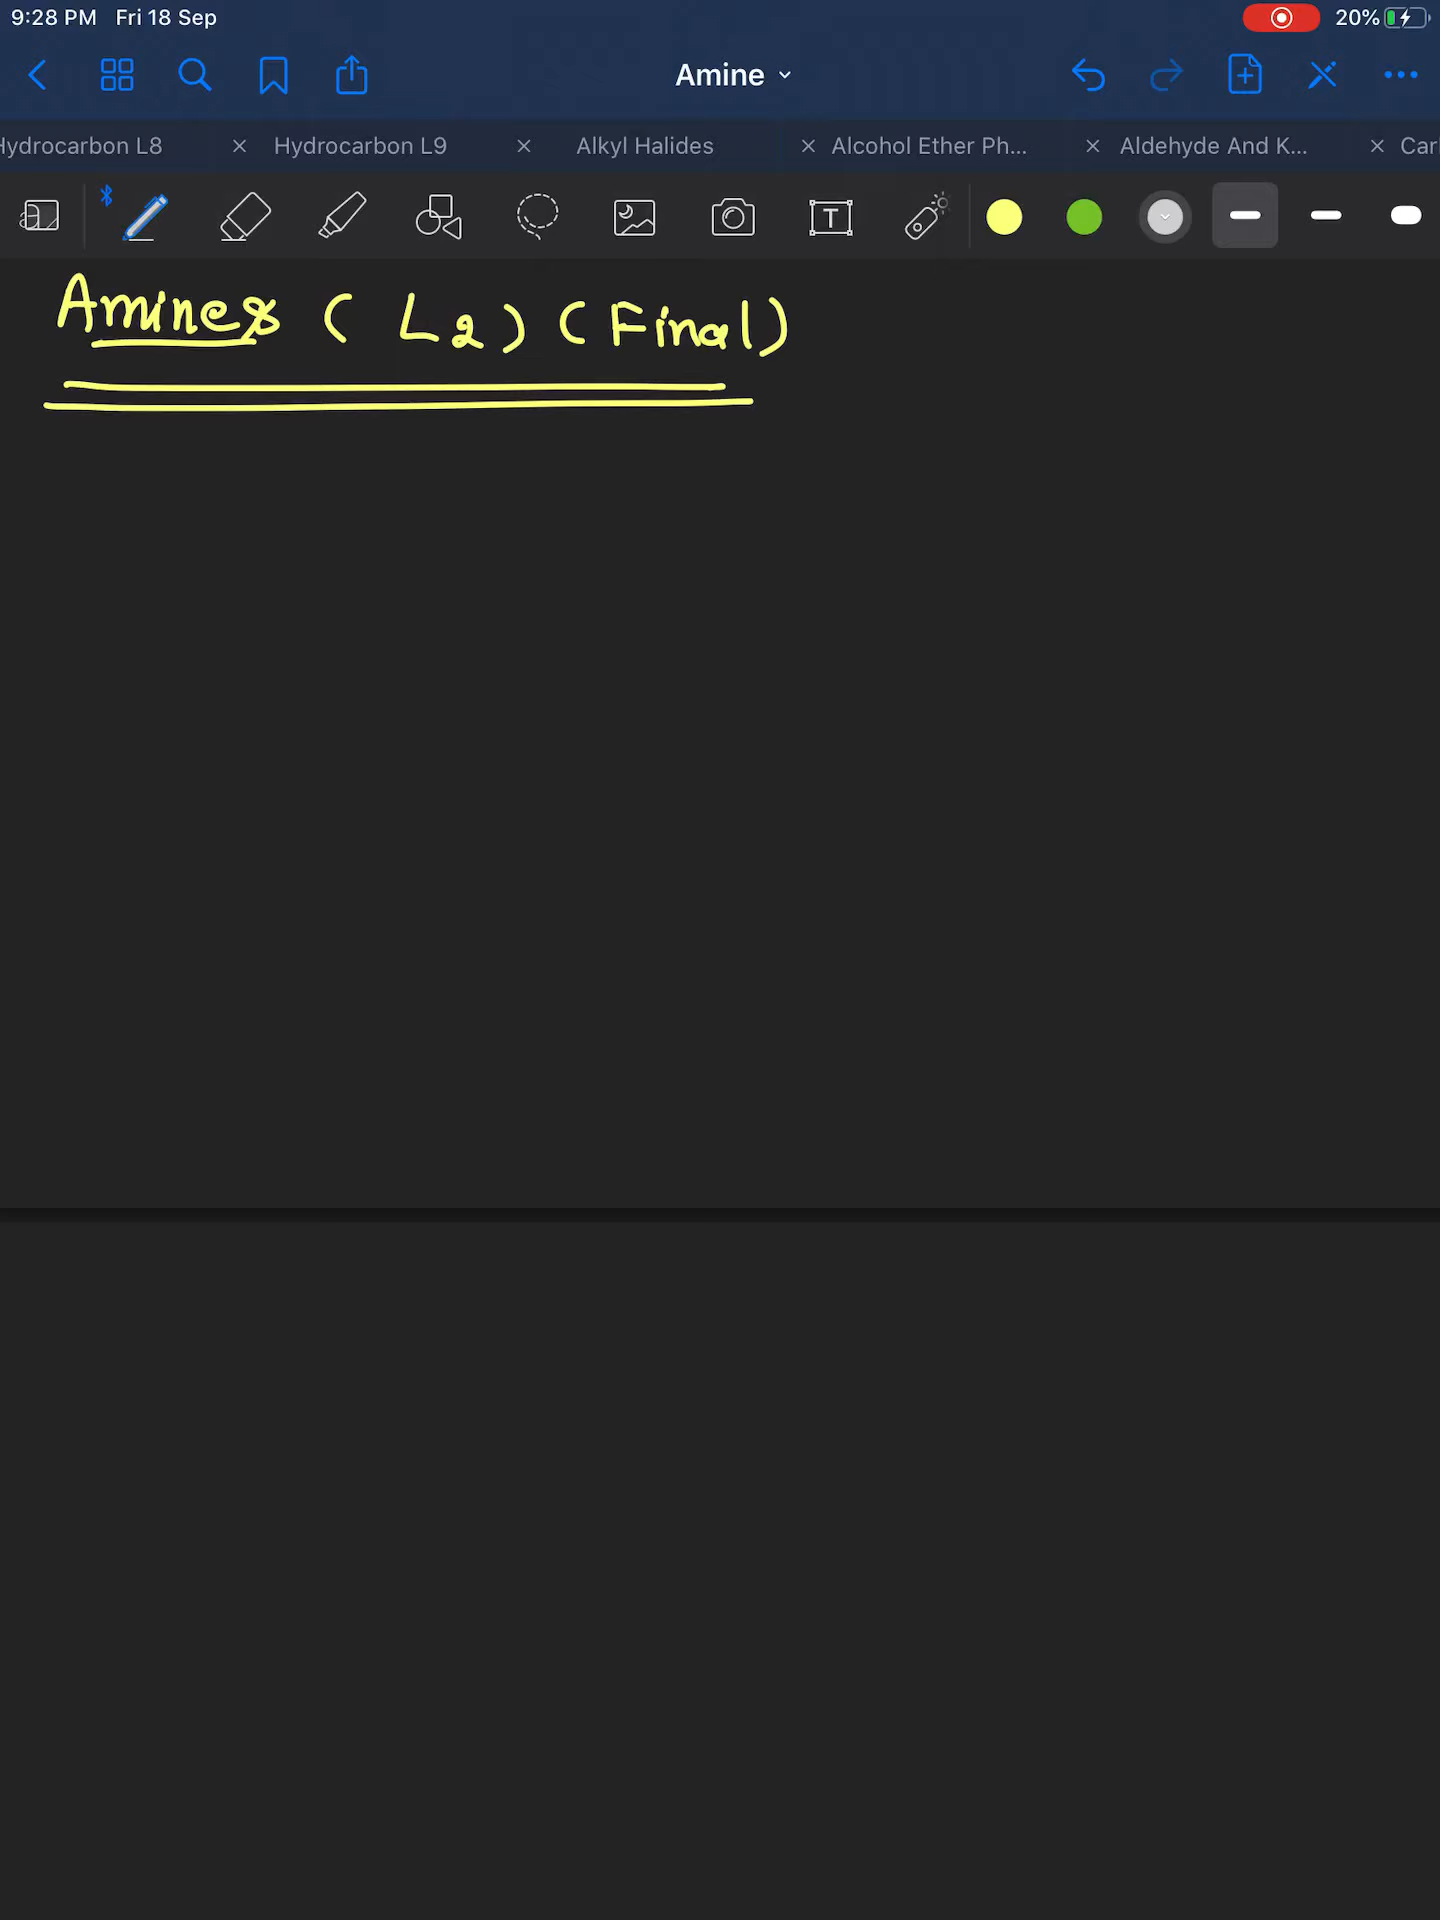 9:28 PM Fri 18 Sep 20%
Amine
Hydrocarbon L8 Hydrocarbon L9 Alkyl Halides Alcohol Ether Ph... Aldehyde And K... Car
T
Amines ( L2 ) ( Final )